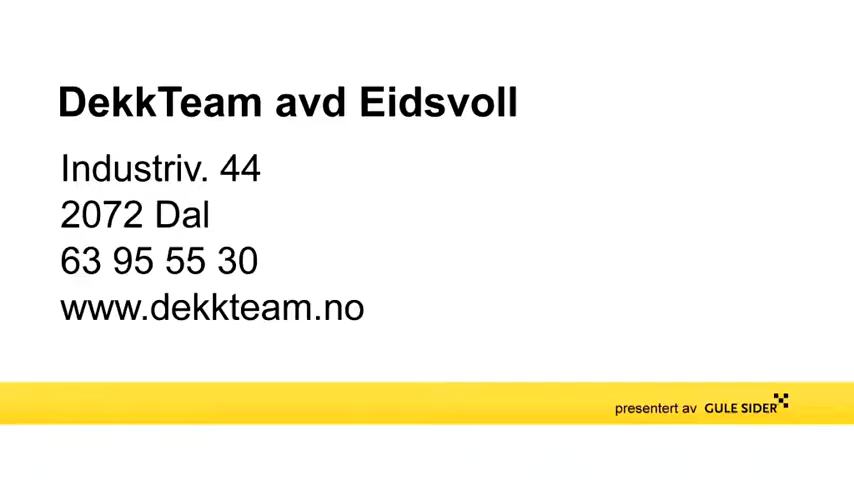 DekkTeam avd Eidsvoll
Industriv. 44
2072 Dal
63 95 55 30
www.dekkteam.no
presentert av GULE SIDER